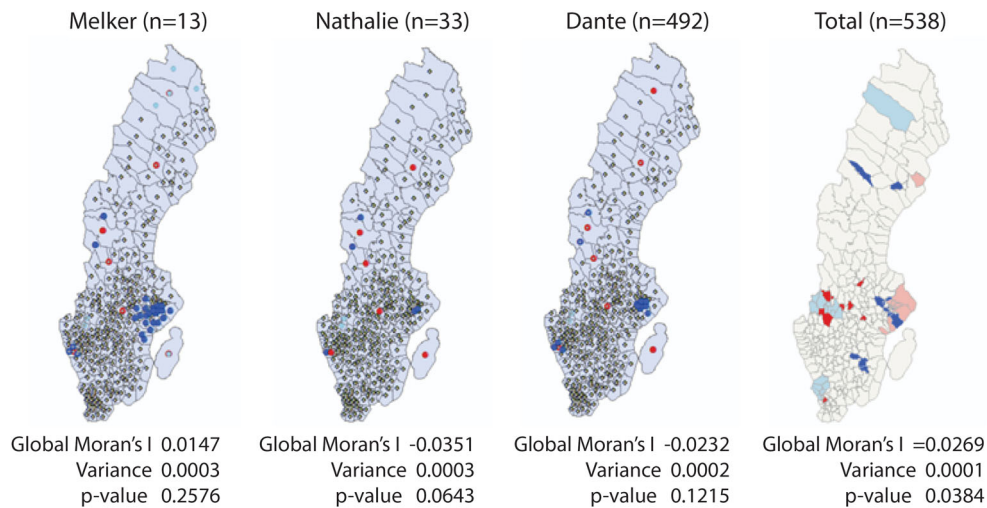 Melker (n=13)
Nathalie (n=33)
Dante (n=492)
Total (n=538)
Global Moran's I 0.0147
Variance 0.0003
p-value 0.2576
Global Moran's I -0.0351
Variance 0.0003
p-value 0.0643
Global Moran's I -0.0232
Variance 0.0002
p-value 0.1215
Global Moran's I =0.0269
Variance 0.0001
p-value 0.0384